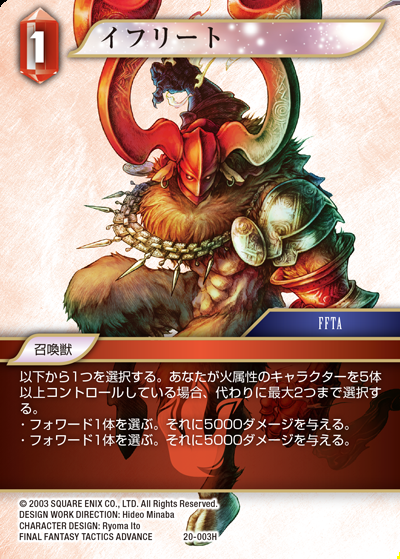 1
イフリート
FFTA
召喚獣
以下から1つを選択する。あなたが火属性のキャラクターを5体
以上コントロールしている場合、代わりに最大2つまで選択す
る。
・フォワード1体を選ぶ。それに5000ダメージを与える。
・フォワード1体を選ぶ。それに5000ダメージを与える。
© 2003 SQUARE ENIX CO., LTD. All Rights Reserved.
DESIGN WORK DIRECTION: Hideo Minaba
CHARACTER DESIGN: Ryoma Ito
FINAL FANTASY TACTICS ADVANCE
20-003H